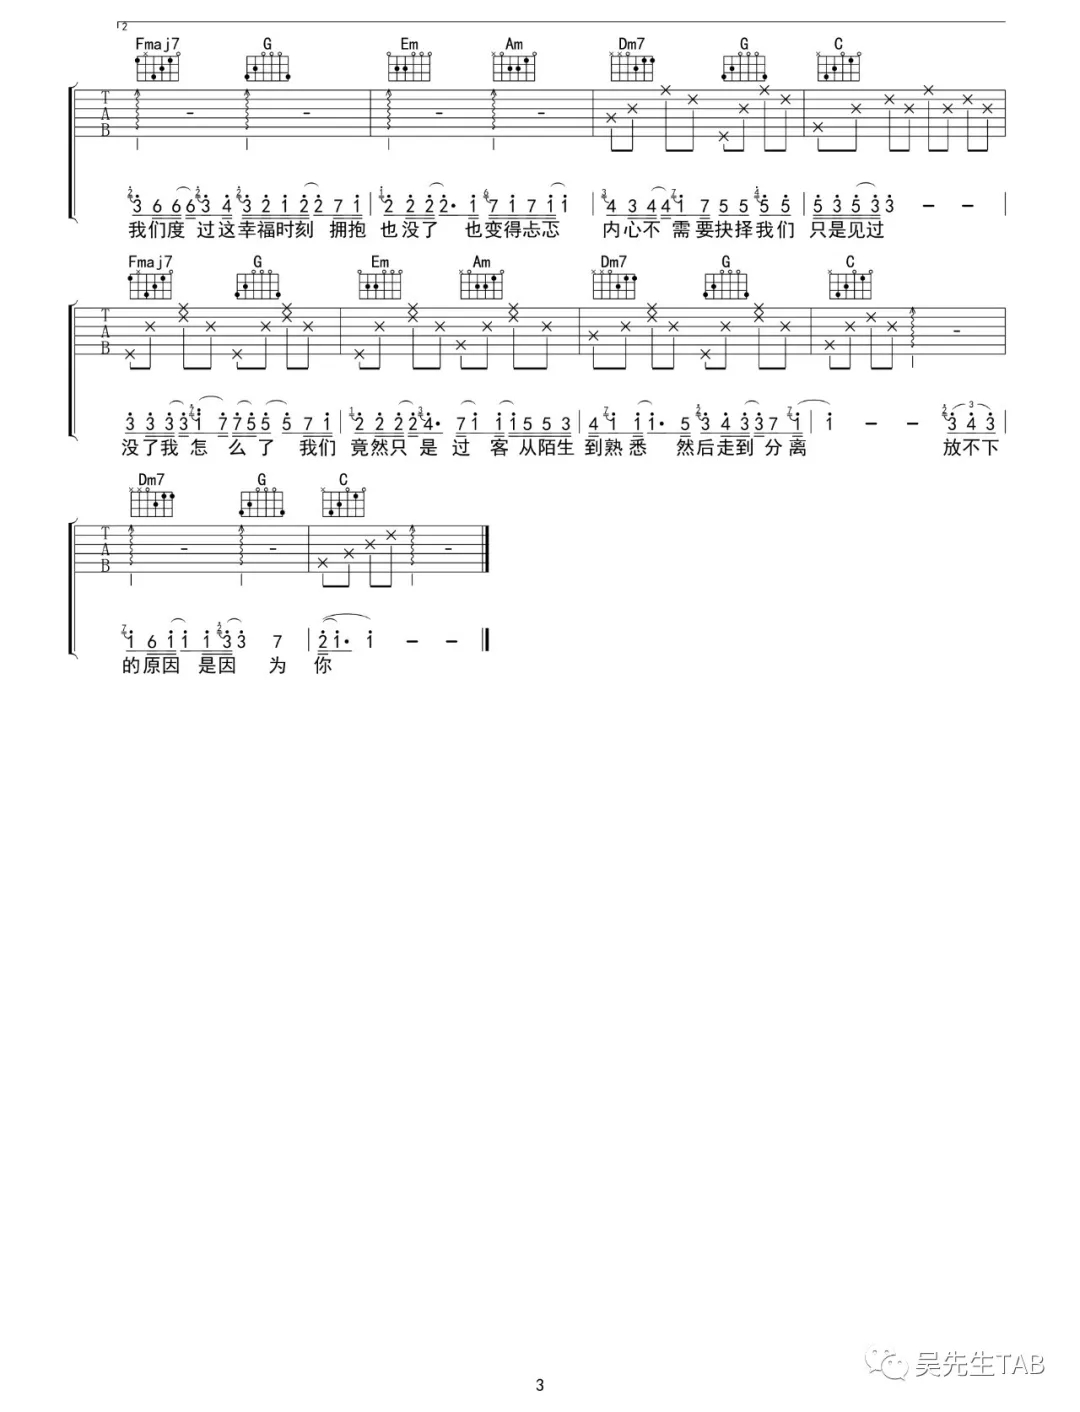 2
Fmaj7 G Em Am Dm7 G C
T
A
B
3 6 6 6 3 4 3 2 1 2 2 7 1 2 2 2 2· 7 1 7 1 1 4 3 4 4 1 7 5 5 5 5 5 3 5 3 3 – –
我们度 过这幸福时刻 拥抱 也没了 也变得忐忑 内心不 需要抉择我们 只是见过
Fmaj7 G Em Am Dm7 G C
T
A
B
3 3 3 3 1 7 7 5 5 5 7 1 2 2 2 2 4· 7 1 1 5 5 3 4 1 1 1· 5 3 4 3 3 7 1 1 – – 3 4 3
没了我 怎 么 了 我们 竟然只 是 过 客 从陌生 到熟 悉 然后走到 分 离 放不下
Dm7 G C
T
A
B
1 6 1 1 1 3 3 7 2 1· 1 – –
的原因 是因 为 你
吴先生TAB
3